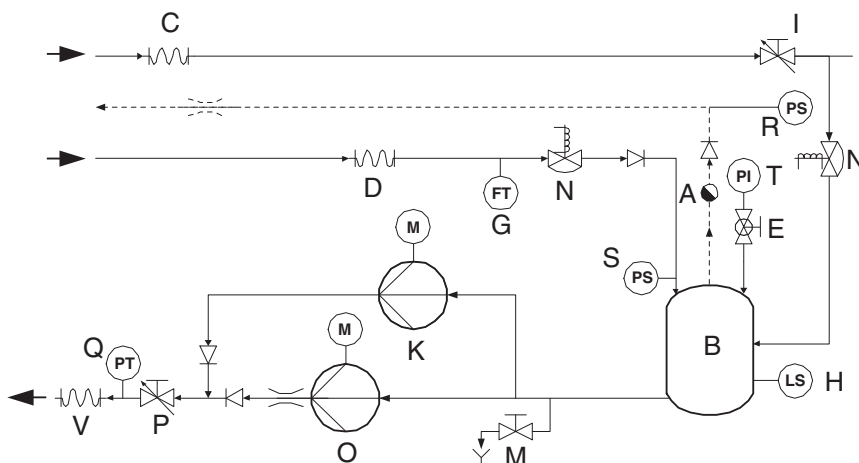 C I
PS
R
N
D N PI T
FT A
G E
M
S PS
M K B
Q PT LS H
V P O M